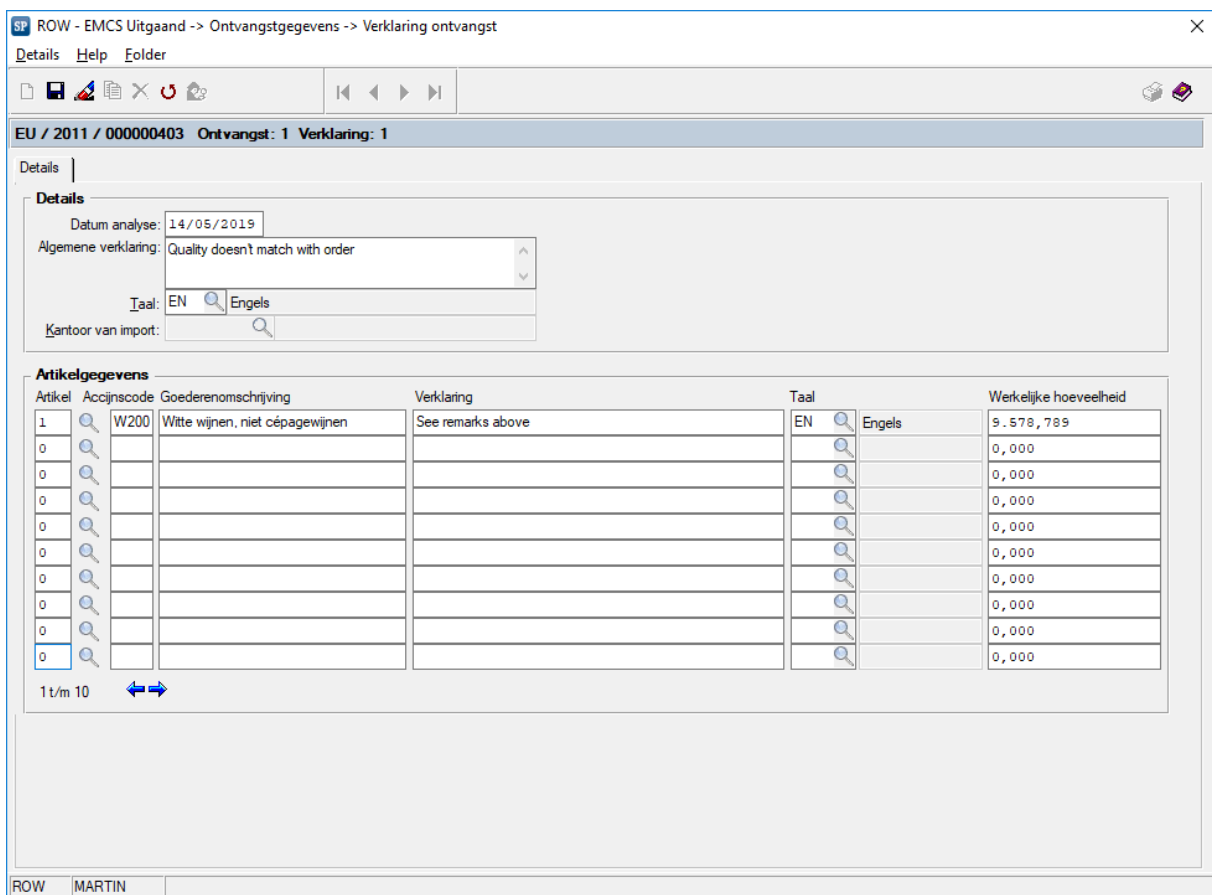 SP ROW - EMCS Uitgaand -> Ontvangstgegevens -> Verklaring ontvangst
Details Help Folder
EU / 2011 / 000000403 Ontvangst: 1 Verklaring: 1
Details
Details
Datum analyse: 14/05/2019
Algemene verklaring: Quality doesn't match with order
Taal: EN Engels
Kantoor van import:
Artikelgegevens
Artikel Accijnscode Goederenomschrijving Verklaring Taal Werkelijke hoeveelheid
1 W200 Witte wijnen, niet cépagewijnen See remarks above EN Engels 9.578,789
0 0,000
0 0,000
0 0,000
0 0,000
0 0,000
0 0,000
0 0,000
0 0,000
0 0,000
1 t/m 10
ROW MARTIN